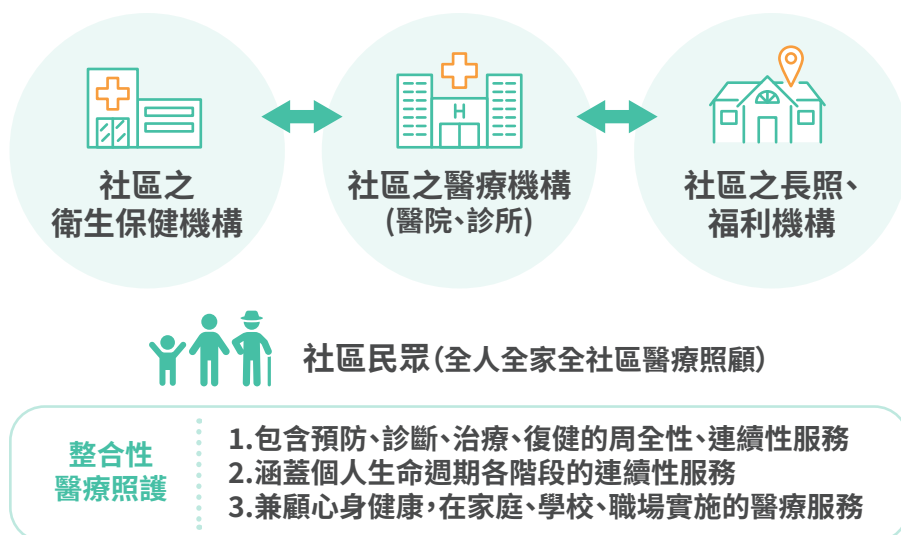 H
社區之
衛生保健機構
社區之醫療機構
(醫院、診所)
社區之長照、
福利機構
社區民眾(全人全家全社區醫療照顧)
整合性
醫療照護
1.包含預防、診斷、治療、復健的周全性、連續性服務
2.涵蓋個人生命週期各階段的連續性服務
3.兼顧心身健康,在家庭、學校、職場實施的醫療服務